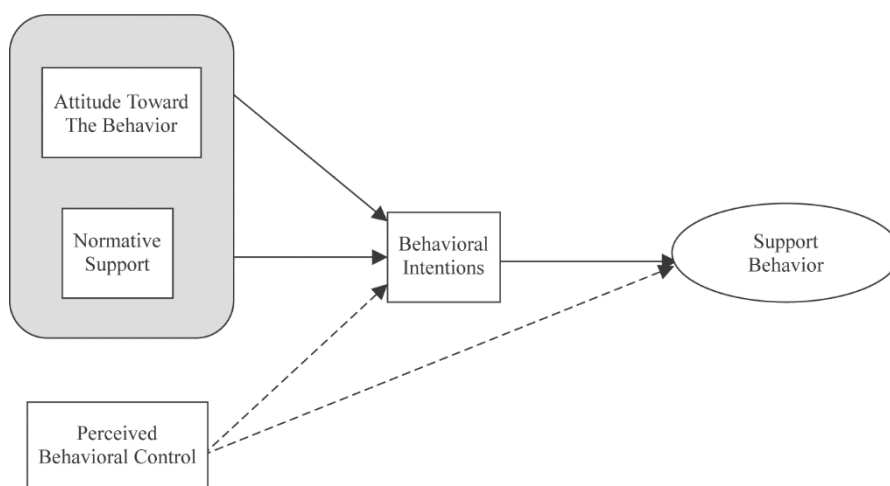 Attitude Toward
The Behavior
Normative
Support
Behavioral
Intentions
Support
Behavior
Perceived
Behavioral Control